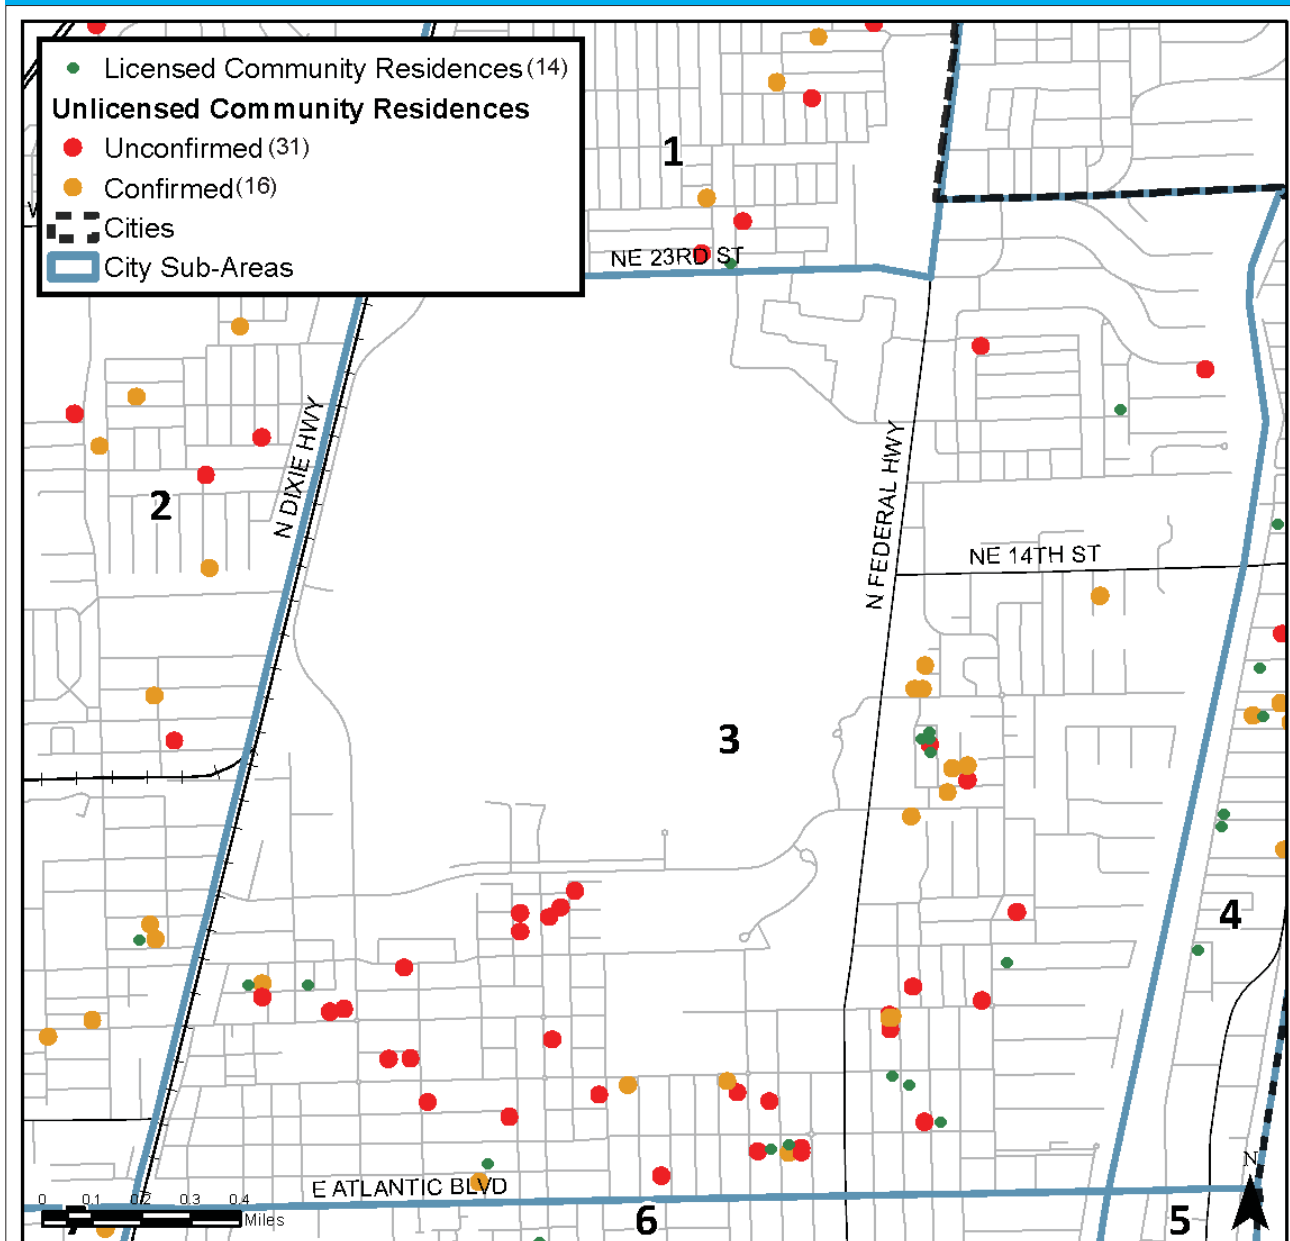 Licensed Community Residences (14)
Unlicensed Community Residences
Unconfirmed (31)
Confirmed (16)
Cities
City Sub-Areas
1
NE 23RD ST
N DIXIE HWY
2
N FEDERAL HWY
NE 14TH ST
3
4
E ATLANTIC BLVD
0 0.1 0.2 0.3 0.4
Miles
7
6
5
N